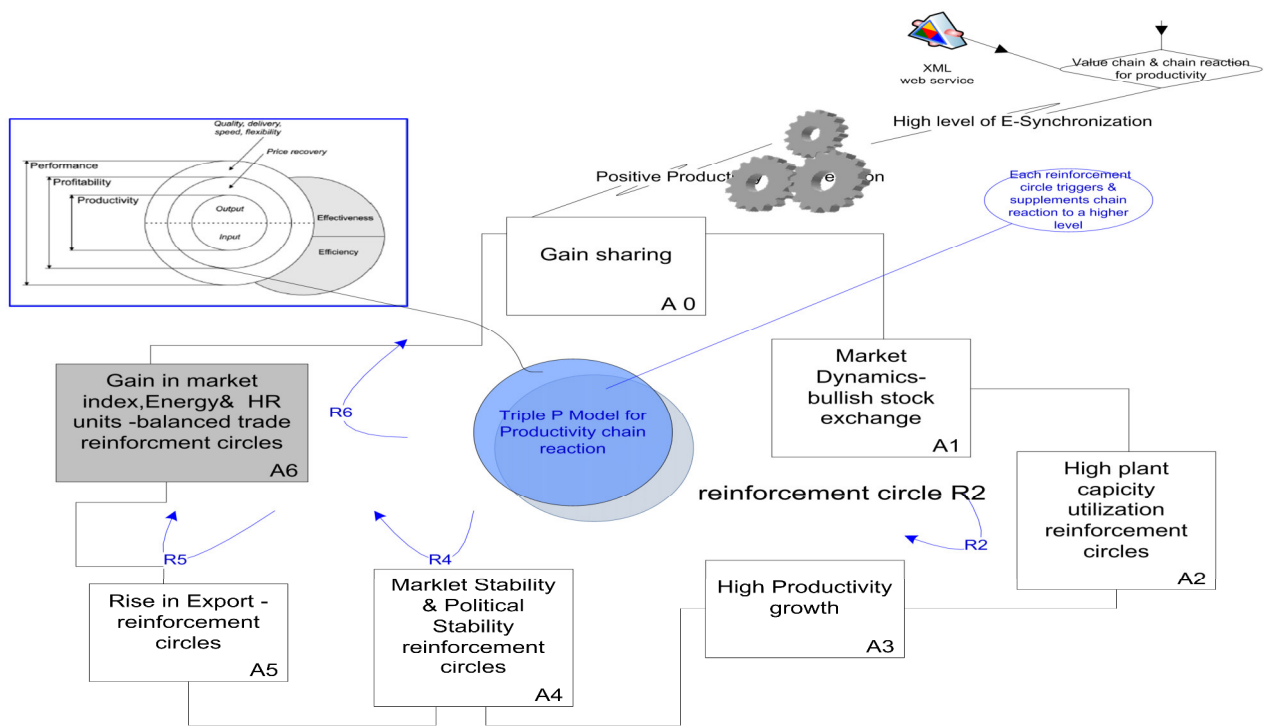 XML
web service
Value chain & chain reaction
for productivity
High level of E-Synchronization
Positive Productivity
Each reinforcement
circle triggers &
supplements chain
reaction to a higher
level
Quality, delivery,
speed, flexibility
Price recovery
Performance
Profitability
Productivity
Output
Input
Effectiveness
Efficiency
Gain sharing
A 0
Market
Dynamics-
bullish stock
exchange
A1
Gain in market
index,Energy& HR
units -balanced trade
reinforcment circles
A6
R6
Triple P Model for
Productivity chain
reaction
High plant
capicity
utilization
reinforcement
circles
A2
reinforcement circle R2
R2
R5
R4
Rise in Export -
reinforcement
circles
A5
Marklet Stability
& Political
Stability
reinforcement
circles
A4
High Productivity
growth
A3